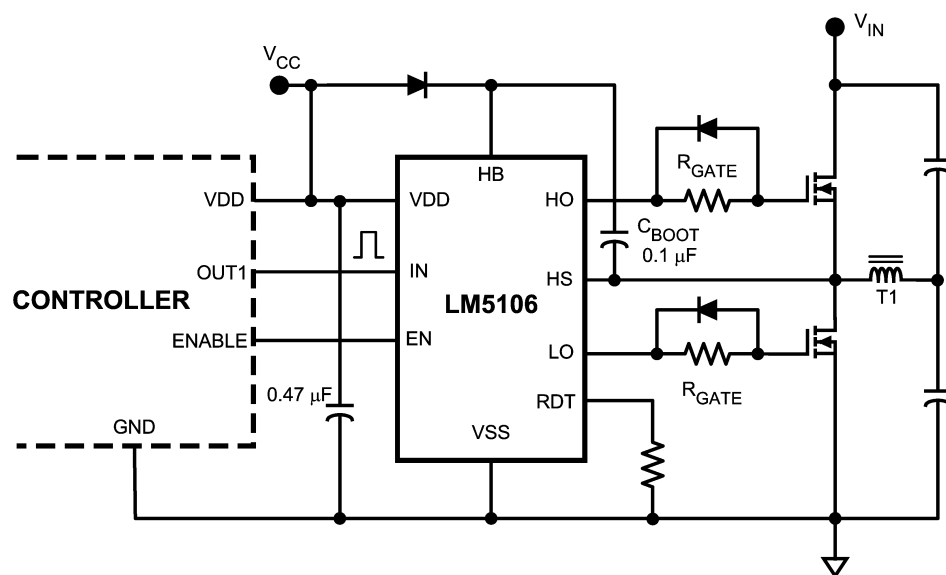 V_IN
V_CC
HB
R_GATE
VDD
VDD
HO
C_BOOT
0.1 µF
OUT1
IN
HS
T1
CONTROLLER
LM5106
ENABLE
EN
LO
0.47 µF
RDT
R_GATE
GND
VSS